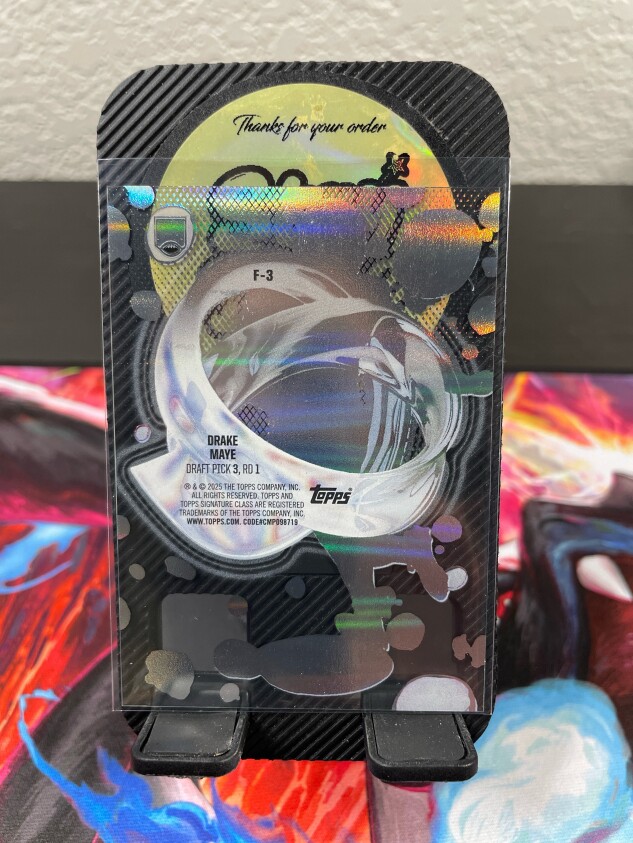 Thanks for your order
F-3
DRAKE
MAYE
DRAFT PICK 3, RD 1
® & © 2025 THE TOPPS COMPANY, INC.
ALL RIGHTS RESERVED. TOPPS AND
TOPPS SIGNATURE CLASS ARE REGISTERED
TRADEMARKS OF THE TOPPS COMPANY, INC.
WWW.TOPPS.COM. CODE#CMP098719
topps